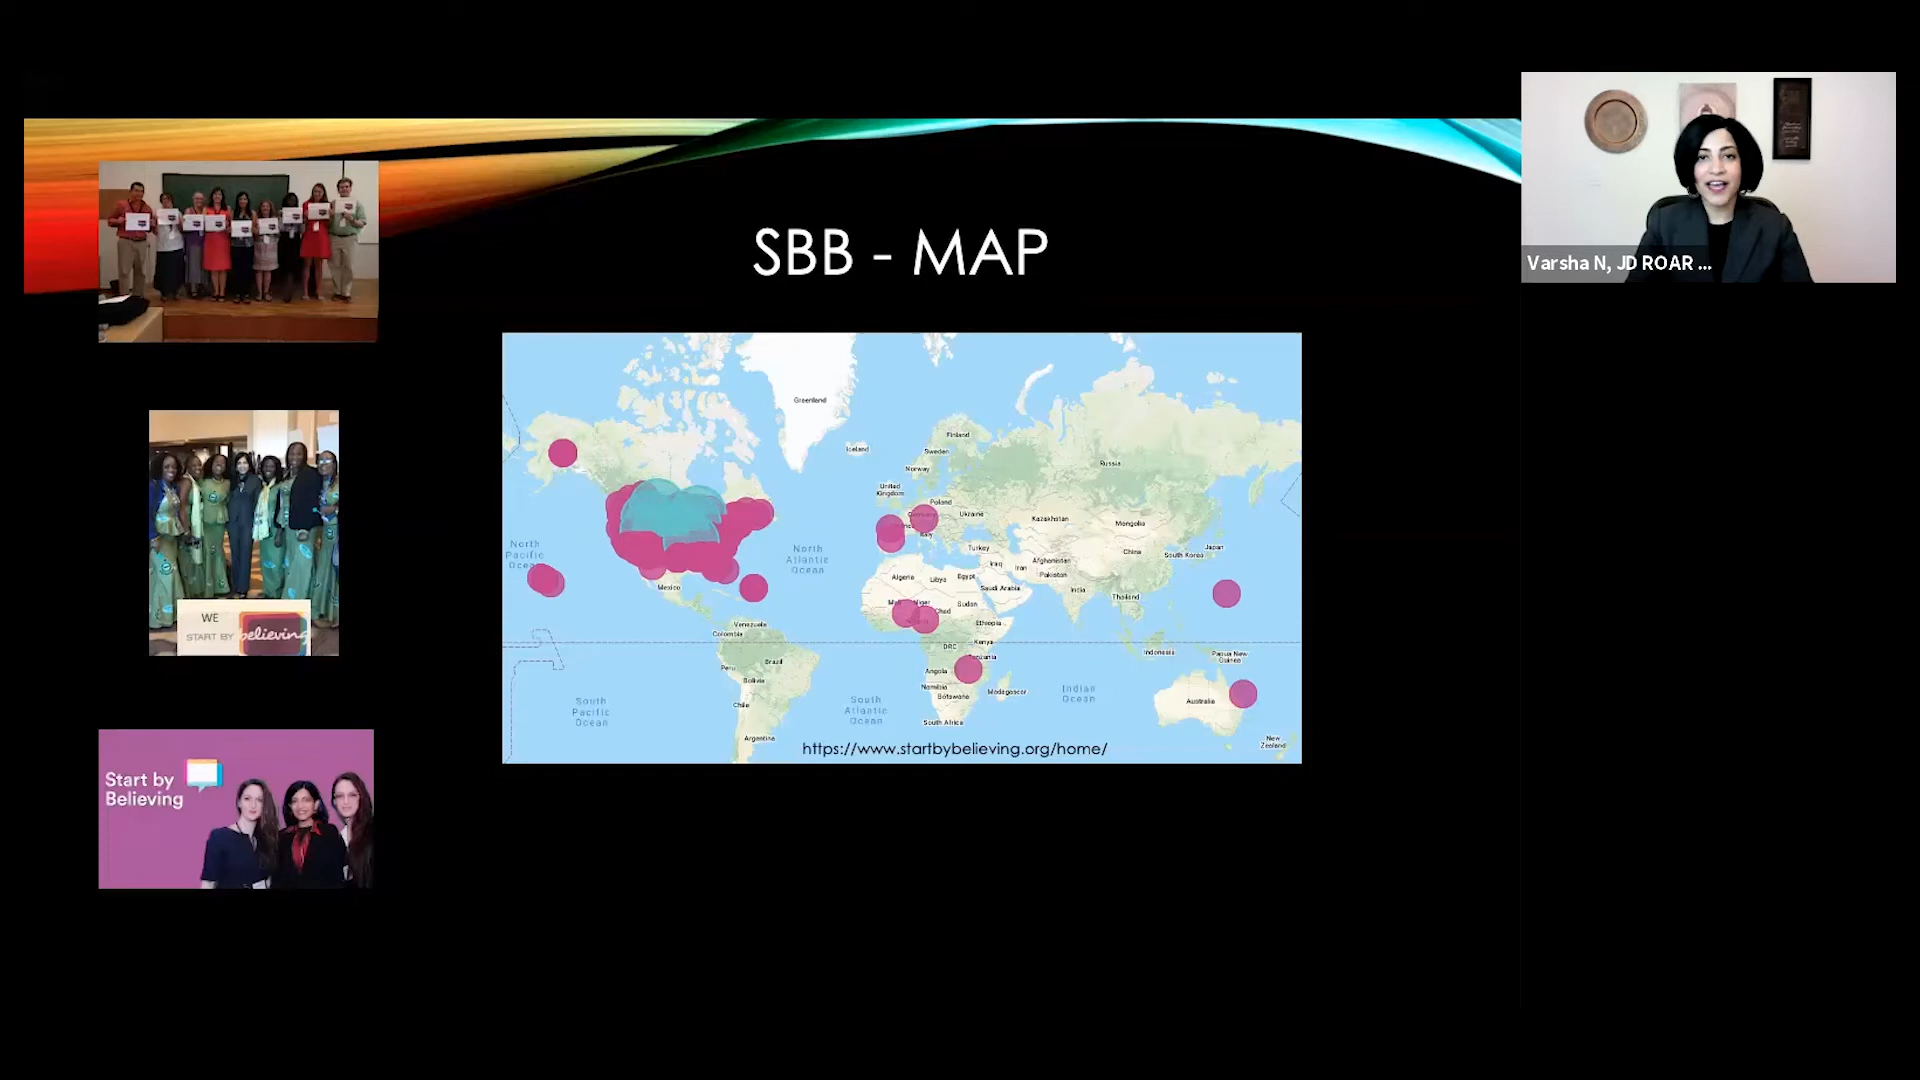 SBB - MAP
Varsha N, JD ROAR ...
WE
START BY believing
Start by
Believing
Greenland
Iceland
Finland
Sweden
Norway
Russia
United
Kingdom
Poland
Ukraine
Kazakhstan
Mongolia
Italy
Turkey
China
Japan
South Korea
Iraq
Iran
Afghanistan
Pakistan
North
Pacific
Ocean
North
Atlantic
Ocean
Mexico
Algeria
Libya
Egypt
Saudi Arabia
India
Thailand
Niger
Chad
Sudan
Ethiopia
Venezuela
Colombia
Kenya
DRC
Tanzania
Indonesia
Papua New
Guinea
Peru
Brazil
Angola
Bolivia
Namibia
Botswana
Madagascar
Indian
Ocean
Australia
Chile
South
Pacific
Ocean
South
Atlantic
Ocean
South Africa
Argentina
New
Zealand
https://www.startbybelieving.org/home/